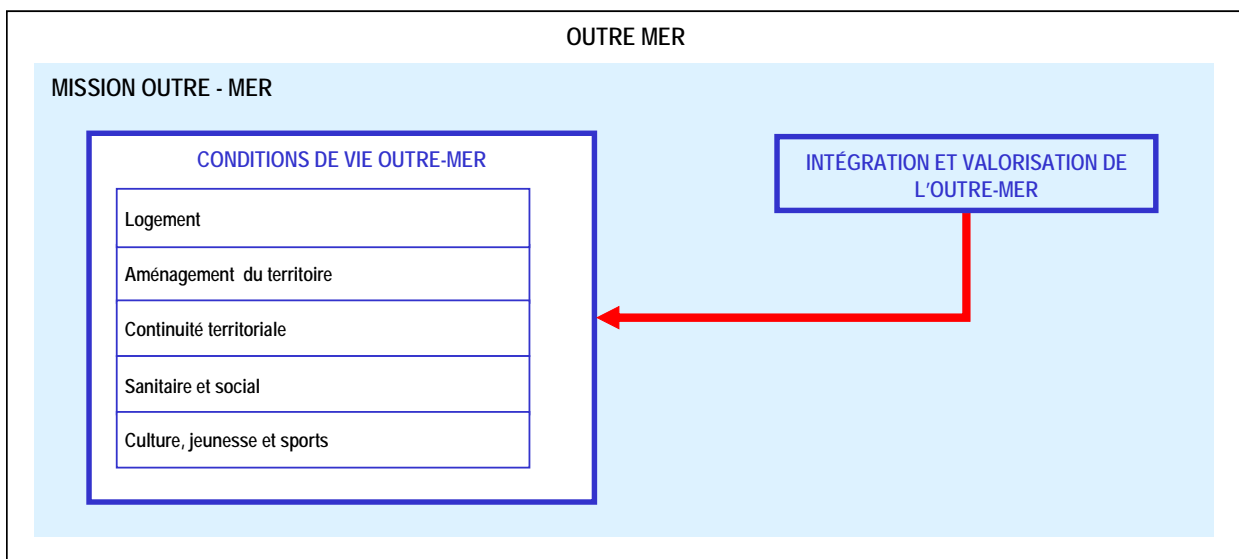 OUTRE MER
MISSION OUTRE - MER
CONDITIONS DE VIE OUTRE-MER
Logement
Aménagement du territoire
Continuité territoriale
Sanitaire et social
Culture, jeunesse et sports
INTÉGRATION ET VALORISATION DE
L'OUTRE-MER